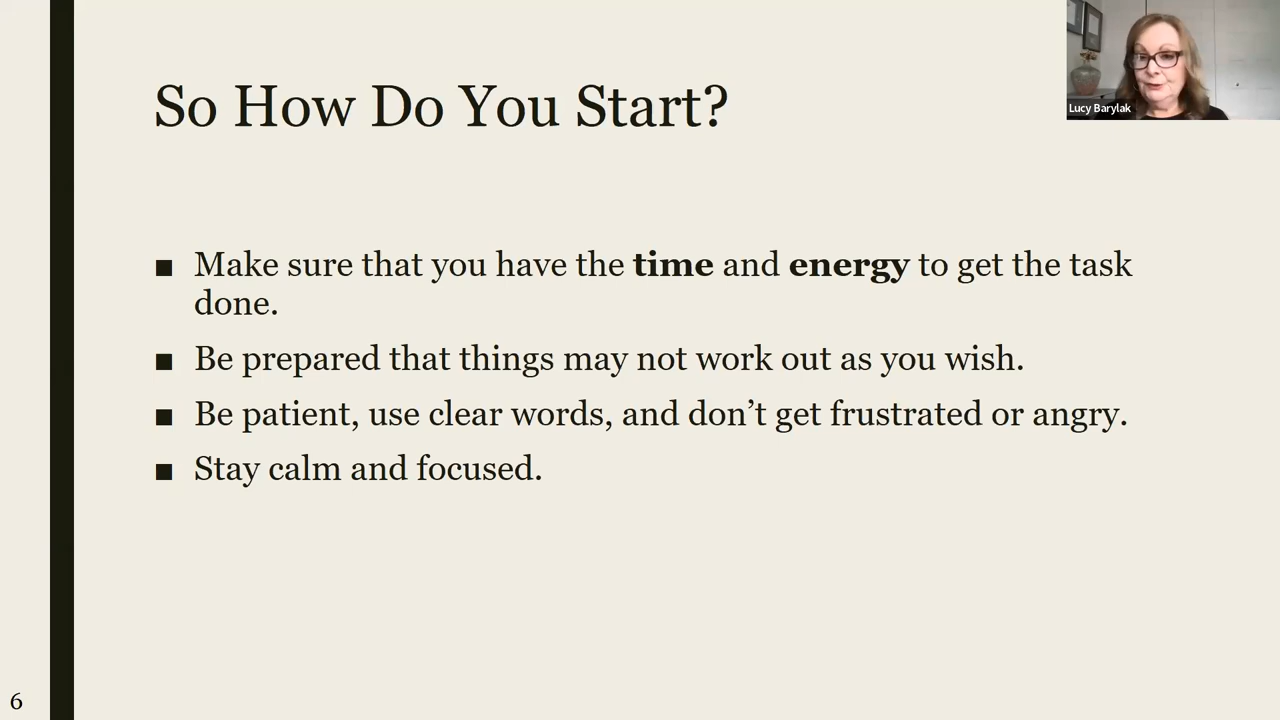 So How Do You Start?
Lucy Barylak
■ Make sure that you have the time and energy to get the task
done.
■ Be prepared that things may not work out as you wish.
■ Be patient, use clear words, and don’t get frustrated or angry.
■ Stay calm and focused.
6